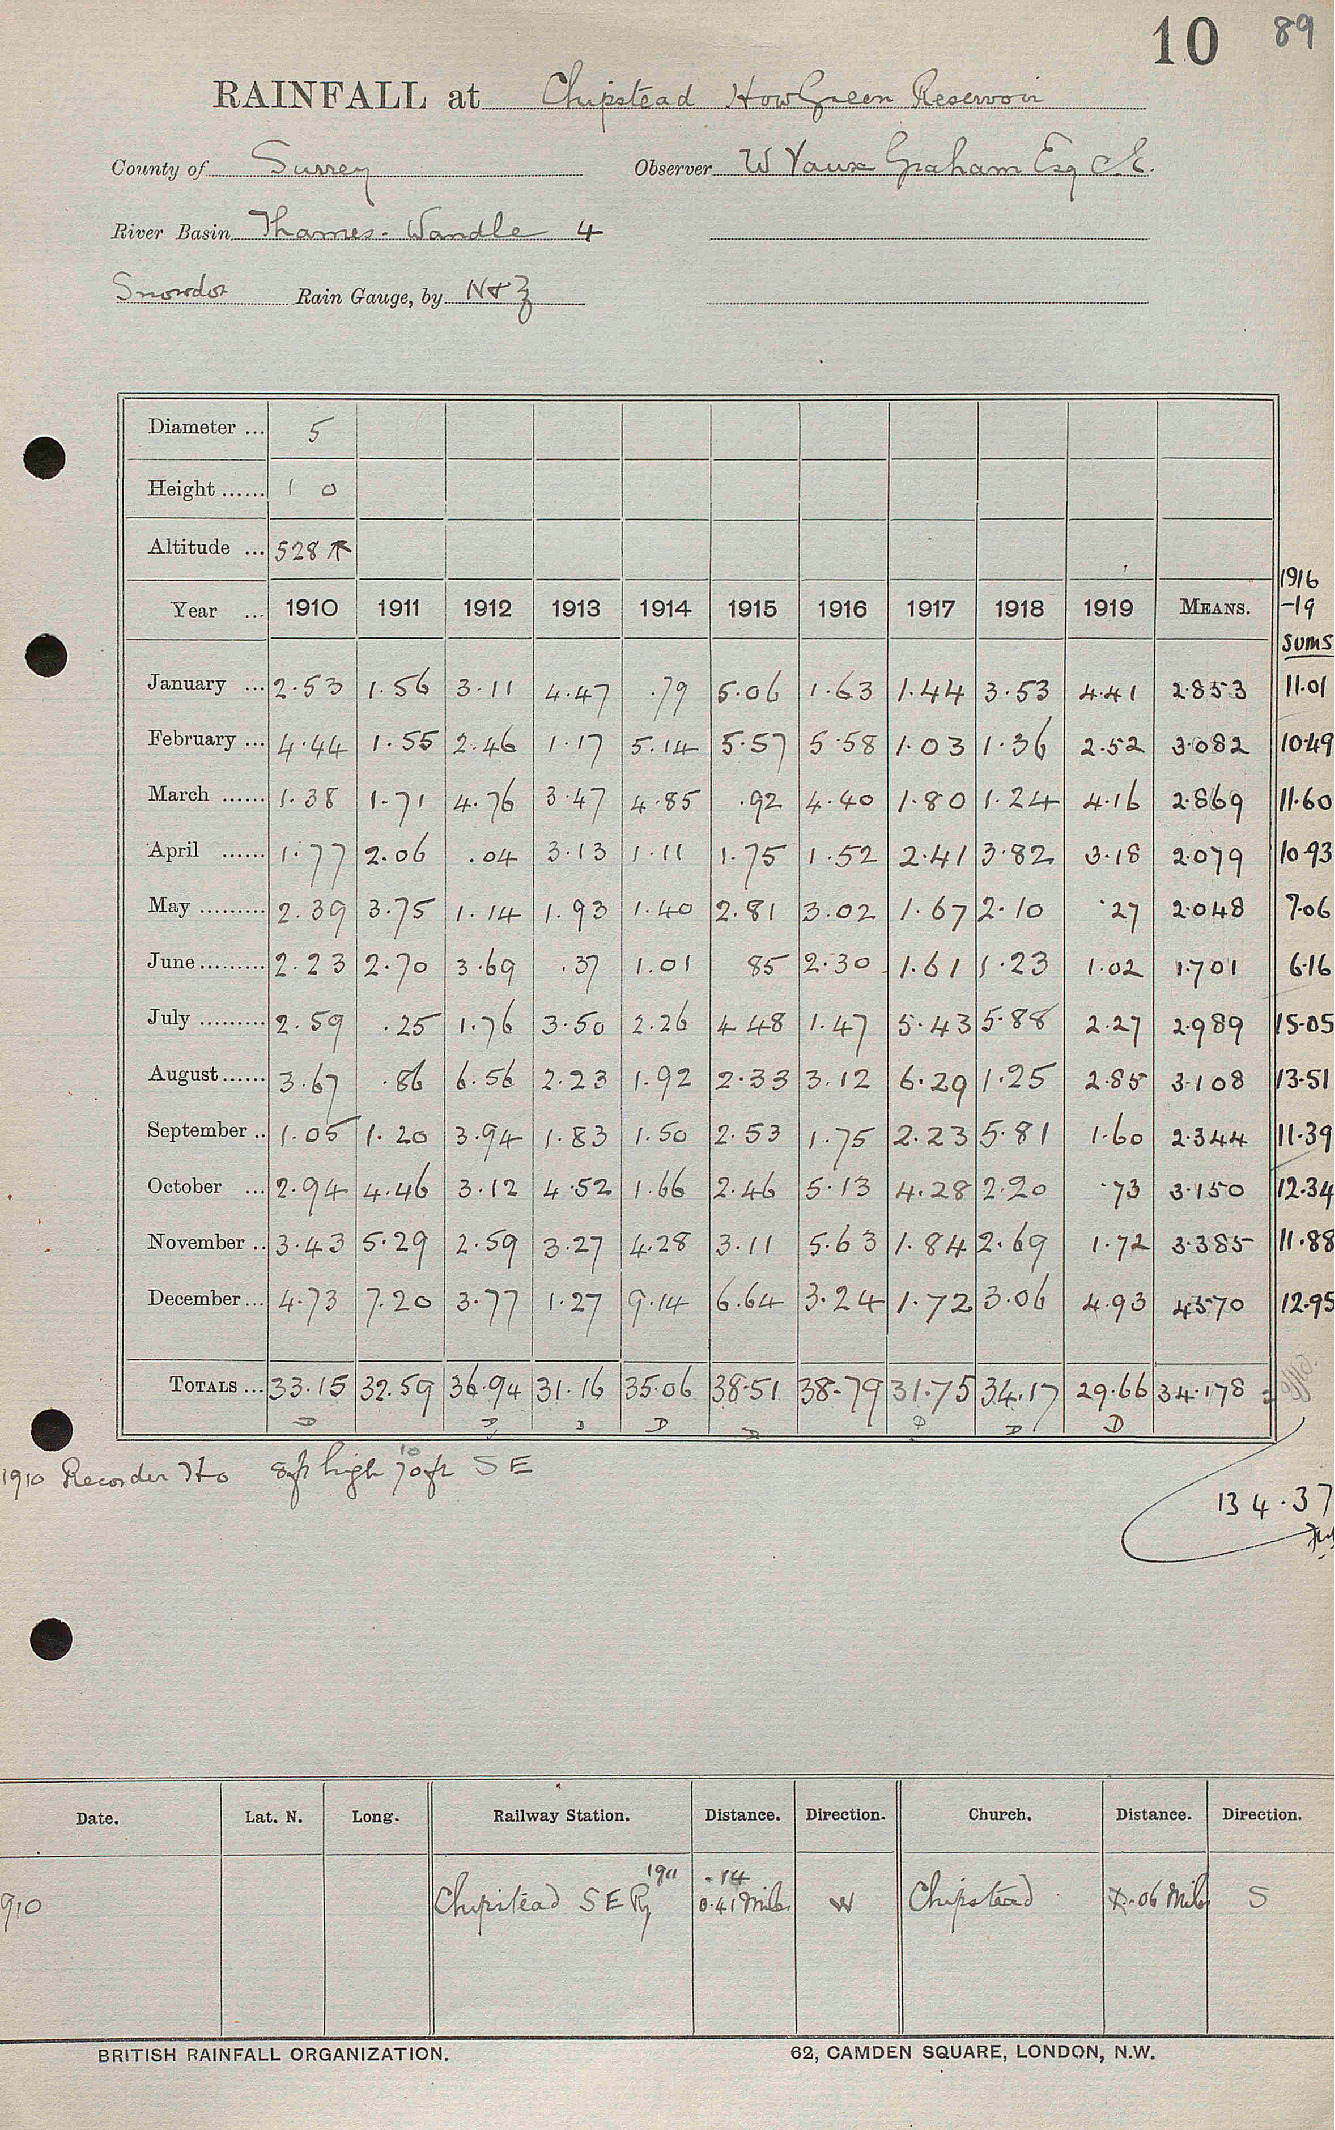 10 89
RAINFALL at Chipstead How Green Reservoir
County of Surrey Observer W Vaux Graham Esq C.E.
River Basin Thames - Wandle 4
Snowdon Rain Gauge, by N & Z
Diameter ... 5
Height ...... 1 0
Altitude ... 528
1916
Year ... 1910 1911 1912 1913 1914 1915 1916 1917 1918 1919 MEANS. -19
sums
January ... 2.53 1.56 3.11 4.47 .79 5.06 1.63 1.44 3.53 4.41 2.853 11.01
February ... 4.44 1.55 2.46 1.17 5.14 5.57 5.58 1.03 1.36 2.52 3.082 10.49
March ...... 1.38 1.71 4.76 3.47 4.85 .92 4.40 1.80 1.24 4.16 2.869 11.60
April ...... 1.77 2.06 .04 3.13 1.11 1.75 1.52 2.41 3.82 3.18 2.079 10.93
May ......... 2.39 3.75 1.14 1.93 1.40 2.81 3.02 1.67 2.10 .27 2.048 7.06
June ......... 2.23 2.70 3.69 .37 1.01 85 2.30 1.61 1.23 1.02 1.701 6.16
July ......... 2.59 .25 1.76 3.50 2.26 4.48 1.47 5.43 5.88 2.27 2.989 15.05
August ...... 3.67 .86 6.56 2.23 1.92 2.33 3.12 6.29 1.25 2.85 3.108 13.51
September .. 1.05 1.20 3.94 1.83 1.50 2.53 1.75 2.23 5.81 1.60 2.344 11.39
October ... 2.94 4.46 3.12 4.52 1.66 2.46 5.13 4.28 2.20 .73 3.150 12.34
November .. 3.43 5.29 2.59 3.27 4.28 3.11 5.63 1.84 2.69 1.72 3.385 11.88
December ... 4.73 7.20 3.77 1.27 9.14 6.64 3.24 1.72 3.06 4.93 4.570 12.95
TOTALS ... 33.15 32.59 36.94 31.16 35.06 38.51 38.79 31.75 34.17 29.66 34.178
D D D D D D D D
1910 Recorder Ho 8ft high 70ft S E
10
134.37
Date. Lat. N. Long. Railway Station. Distance. Direction. Church. Distance. Direction.
1911 .14
910 Chipstead S E Ry 0.41 Miles W Chipstead .06 Mile S
BRITISH RAINFALL ORGANIZATION. 62, CAMDEN SQUARE, LONDON, N.W.